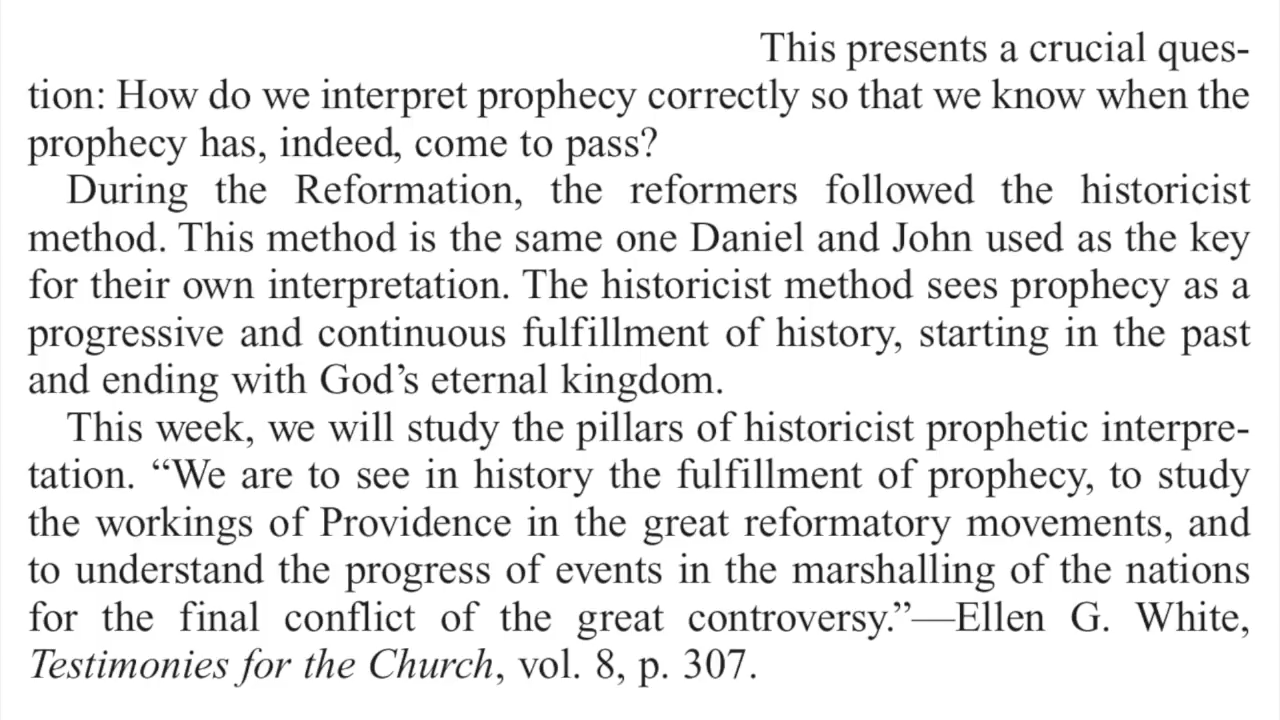 This presents a crucial ques-
tion: How do we interpret prophecy correctly so that we know when the
prophecy has, indeed, come to pass?
During the Reformation, the reformers followed the historicist
method. This method is the same one Daniel and John used as the key
for their own interpretation. The historicist method sees prophecy as a
progressive and continuous fulfillment of history, starting in the past
and ending with God’s eternal kingdom.
This week, we will study the pillars of historicist prophetic interpre-
tation. “We are to see in history the fulfillment of prophecy, to study
the workings of Providence in the great reformatory movements, and
to understand the progress of events in the marshalling of the nations
for the final conflict of the great controversy.”—Ellen G. White,
Testimonies for the Church, vol. 8, p. 307.